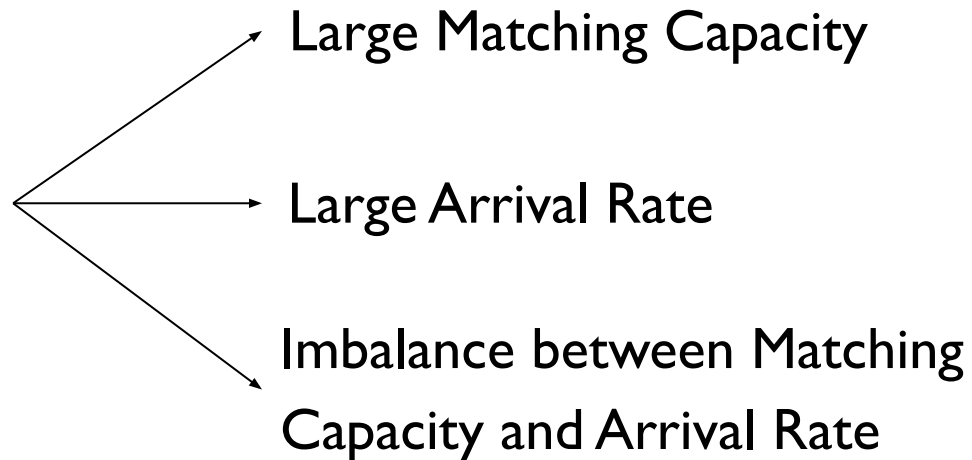 Large Matching Capacity
Large Arrival Rate
Imbalance between Matching
Capacity and Arrival Rate